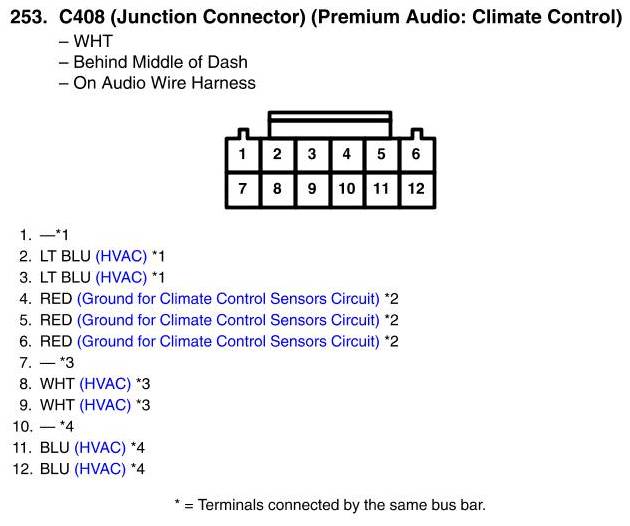 253. C408 (Junction Connector) (Premium Audio: Climate Control)
– WHT
– Behind Middle of Dash
– On Audio Wire Harness
1 2 3 4 5 6
7 8 9 10 11 12
1. —*1
2. LT BLU (HVAC) *1
3. LT BLU (HVAC) *1
4. RED (Ground for Climate Control Sensors Circuit) *2
5. RED (Ground for Climate Control Sensors Circuit) *2
6. RED (Ground for Climate Control Sensors Circuit) *2
7. — *3
8. WHT (HVAC) *3
9. WHT (HVAC) *3
10. — *4
11. BLU (HVAC) *4
12. BLU (HVAC) *4
* = Terminals connected by the same bus bar.